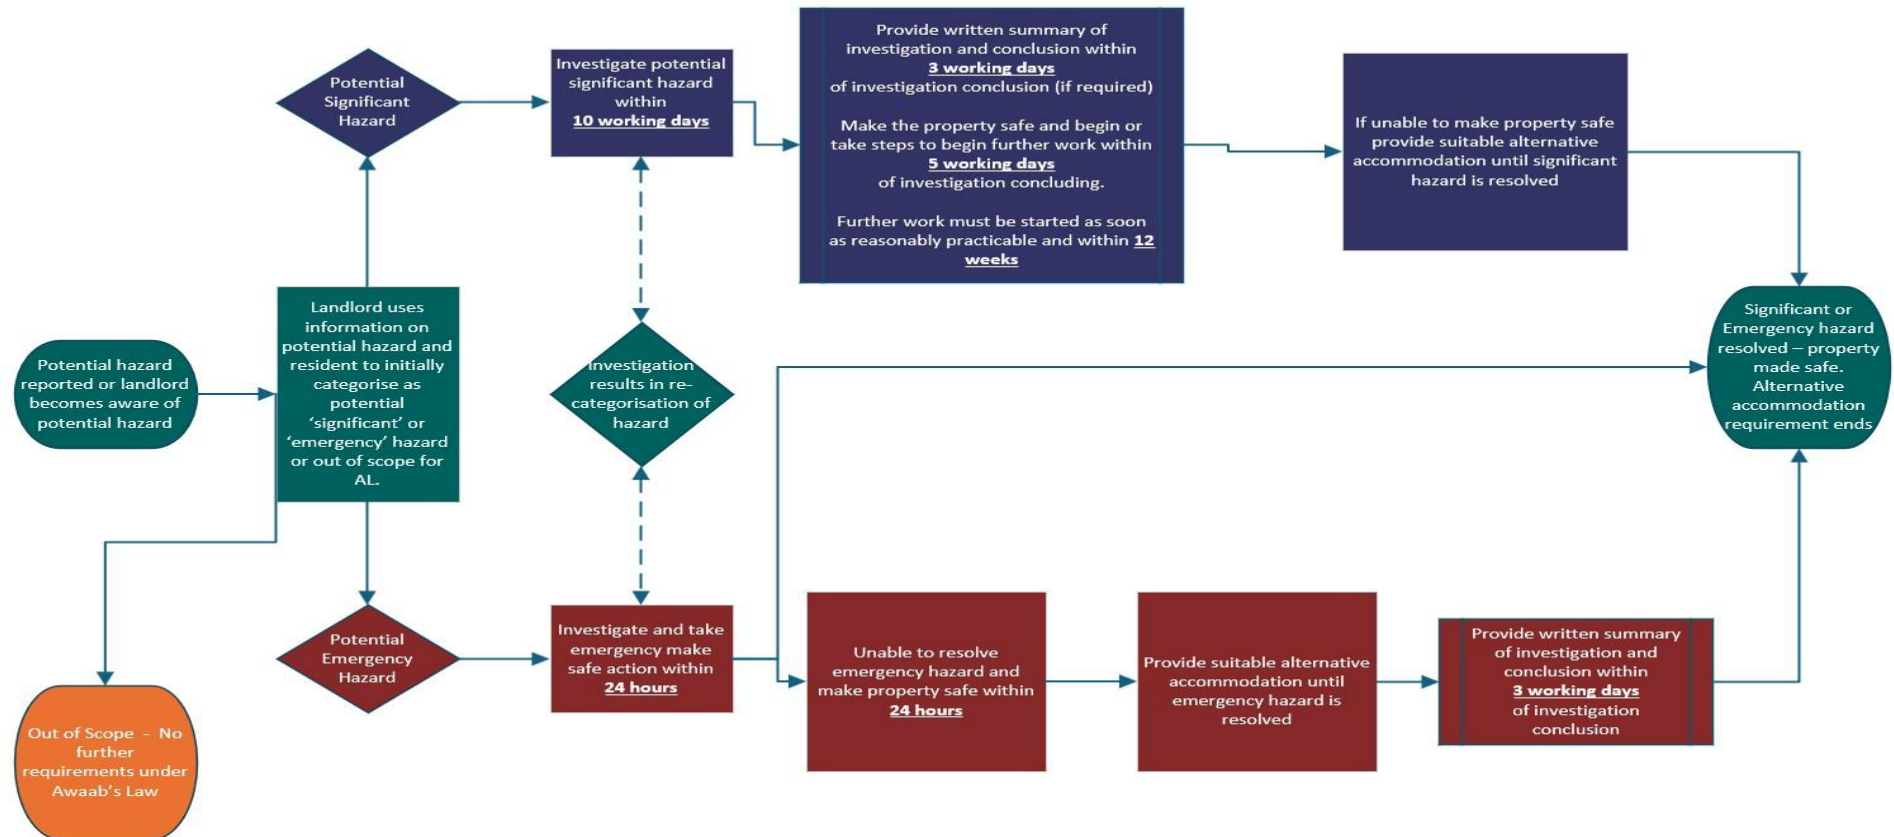 Potential hazard
reported or landlord
becomes aware of
potential hazard
Landlord uses
information on
potential hazard and
resident to initially
categorise as
potential
‘significant’ or
‘emergency’ hazard
or out of scope for
AL.
Out of Scope - No
further
requirements under
Awaab’s Law
Potential
Significant
Hazard
Investigate potential
significant hazard
within
10 working days
Provide written summary of
investigation and conclusion within
3 working days
of investigation conclusion (if required)
Make the property safe and begin or
take steps to begin further work within
5 working days
of investigation concluding.
Further work must be started as soon
as reasonably practicable and within 12
weeks
If unable to make property safe
provide suitable alternative
accommodation until significant
hazard is resolved
Investigation
results in re-
categorisation of
hazard
Potential
Emergency
Hazard
Investigate and take
emergency make
safe action within
24 hours
Unable to resolve
emergency hazard and
make property safe within
24 hours
Provide suitable alternative
accommodation until
emergency hazard is
resolved
Provide written summary
of investigation and
conclusion within
3 working days
of investigation
conclusion
Significant or
Emergency hazard
resolved – property
made safe.
Alternative
accommodation
requirement ends